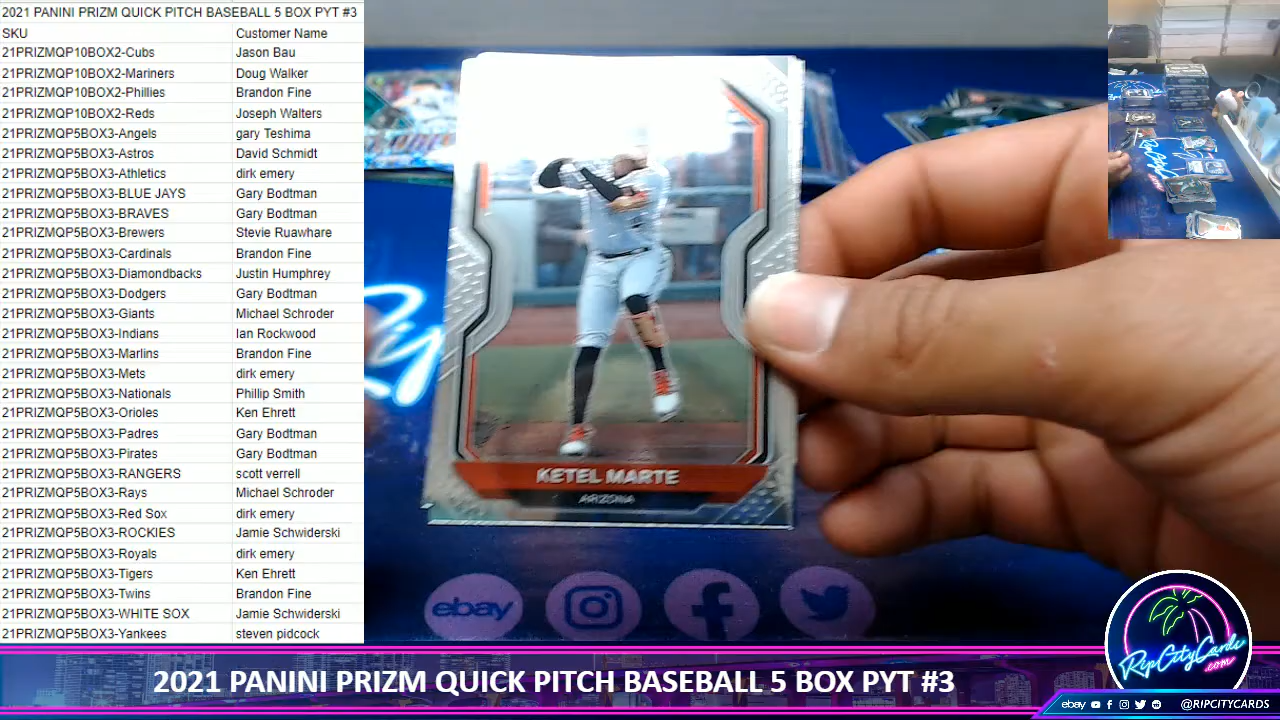 2021 PANINI PRIZM QUICK PITCH BASEBALL 5 BOX PYT #3
SKU Customer Name
21PRIZMQP10BOX2-Cubs Jason Bau
21PRIZMQP10BOX2-Mariners Doug Walker
21PRIZMQP10BOX2-Phillies Brandon Fine
21PRIZMQP10BOX2-Reds Joseph Walters
21PRIZMQP5BOX3-Angels gary Teshima
21PRIZMQP5BOX3-Astros David Schmidt
21PRIZMQP5BOX3-Athletics dirk emery
21PRIZMQP5BOX3-BLUE JAYS Gary Bodtman
21PRIZMQP5BOX3-BRAVES Gary Bodtman
21PRIZMQP5BOX3-Brewers Stevie Ruawhare
21PRIZMQP5BOX3-Cardinals Brandon Fine
21PRIZMQP5BOX3-Diamondbacks Justin Humphrey
21PRIZMQP5BOX3-Dodgers Gary Bodtman
21PRIZMQP5BOX3-Giants Michael Schroder
21PRIZMQP5BOX3-Indians Ian Rockwood
21PRIZMQP5BOX3-Marlins Brandon Fine
21PRIZMQP5BOX3-Mets dirk emery
21PRIZMQP5BOX3-Nationals Phillip Smith
21PRIZMQP5BOX3-Orioles Ken Ehrett
21PRIZMQP5BOX3-Padres Gary Bodtman
21PRIZMQP5BOX3-Pirates Gary Bodtman
21PRIZMQP5BOX3-RANGERS scott verrell
21PRIZMQP5BOX3-Rays Michael Schroder
21PRIZMQP5BOX3-Red Sox dirk emery
21PRIZMQP5BOX3-ROCKIES Jamie Schwiderski
21PRIZMQP5BOX3-Royals dirk emery
21PRIZMQP5BOX3-Tigers Ken Ehrett
21PRIZMQP5BOX3-Twins Brandon Fine
21PRIZMQP5BOX3-WHITE SOX Jamie Schwiderski
21PRIZMQP5BOX3-Yankees steven pidcock
KETEL MARTE
ARIZONA
ebay
RipCityCards
.com
2021 PANINI PRIZM QUICK PITCH BASEBALL 5 BOX PYT #3
ebay @RIPCITYCARDS